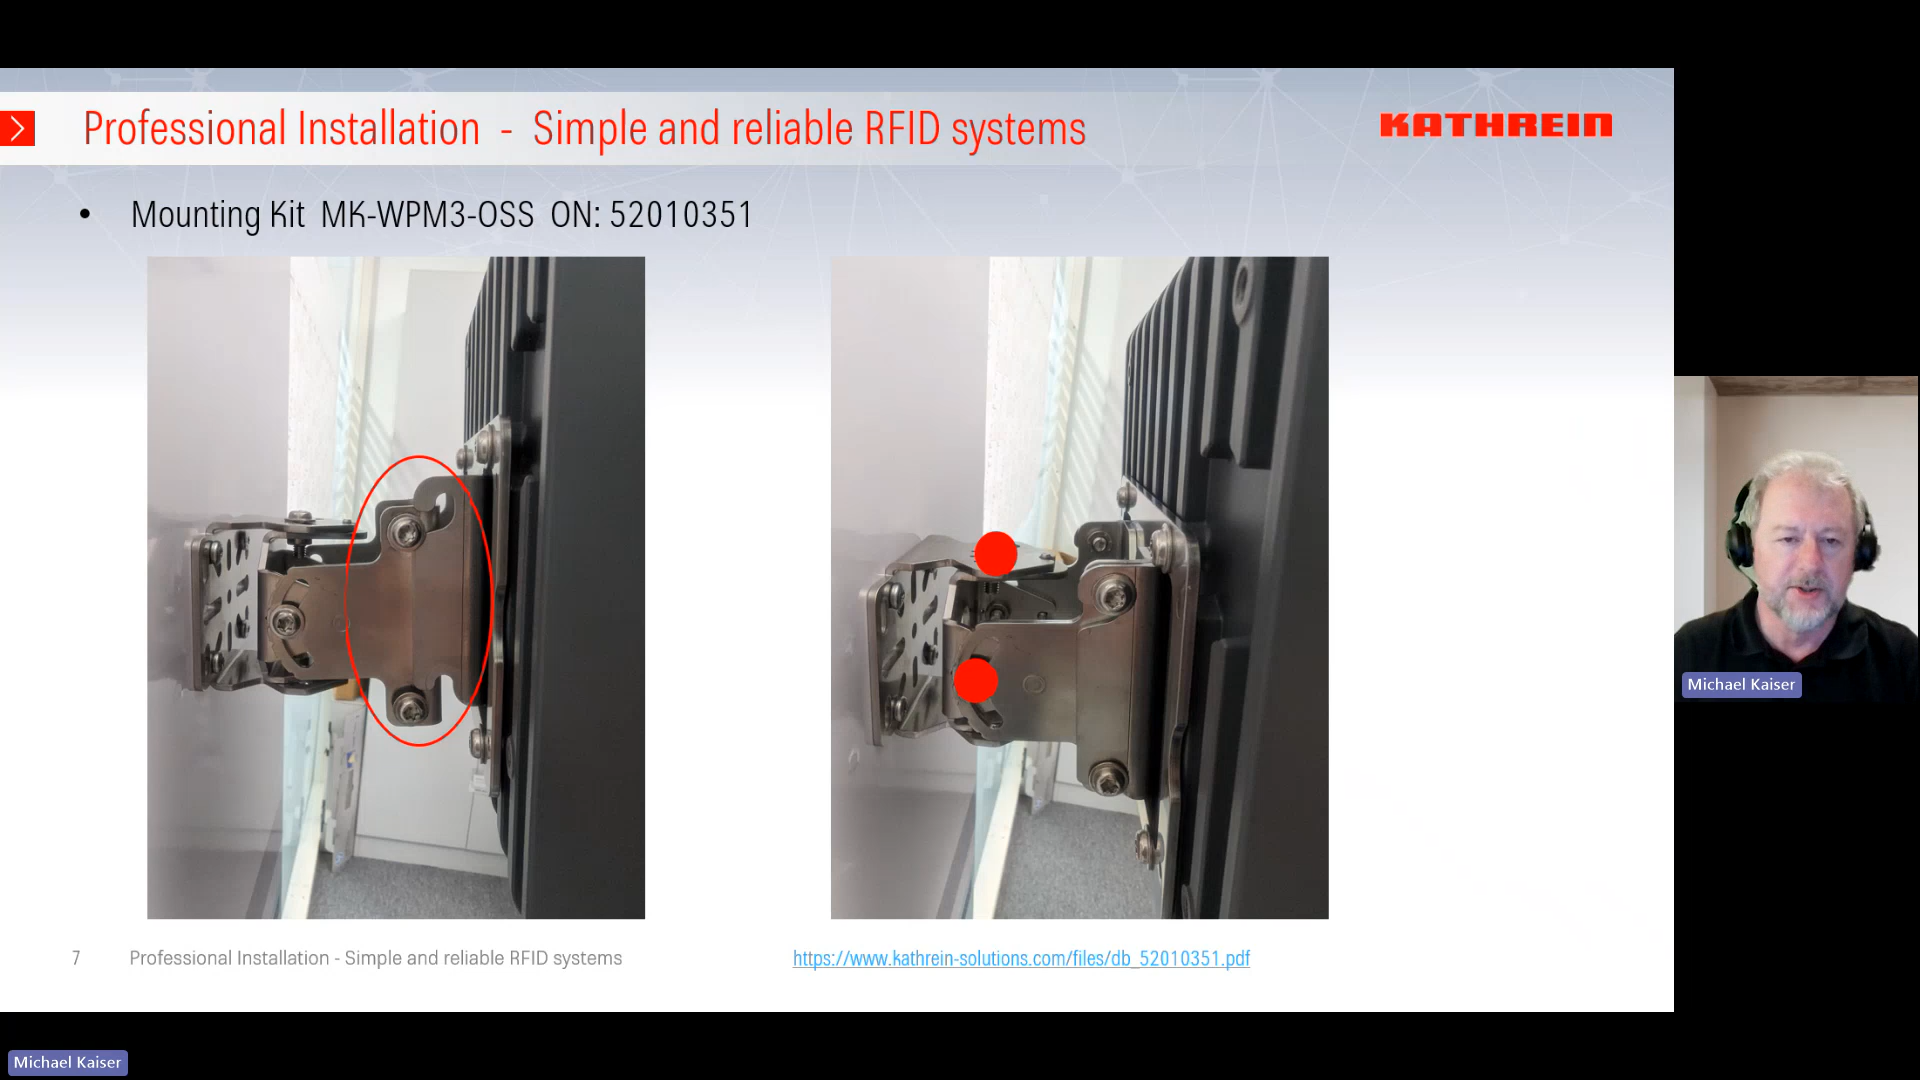 Professional Installation - Simple and reliable RFID systems
KATHREIN
• Mounting Kit MK-WPM3-OSS ON: 52010351
Michael Kaiser
7 Professional Installation - Simple and reliable RFID systems
https://www.kathrein-solutions.com/files/db_52010351.pdf
Michael Kaiser